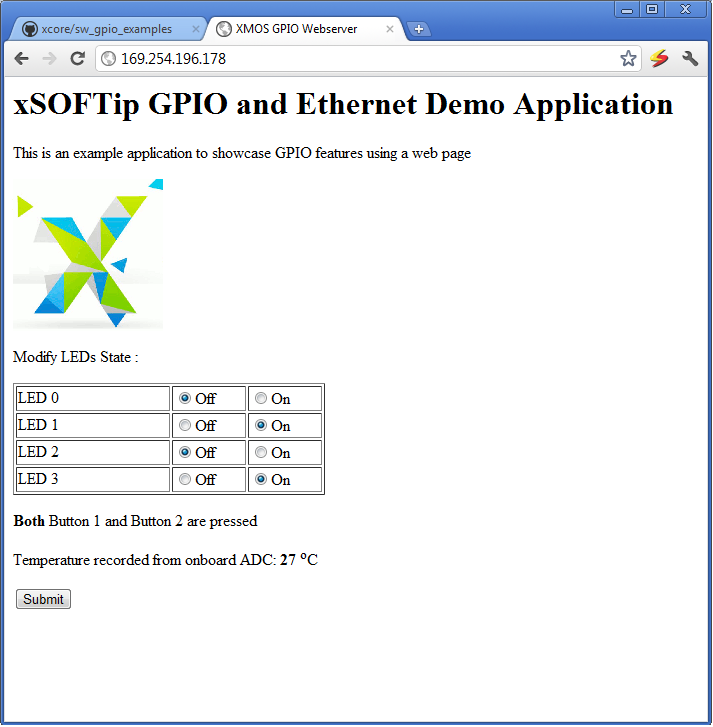 xcore/sw_gpio_examples
XMOS GPIO Webserver
169.254.196.178
xSOFTip GPIO and Ethernet Demo Application
This is an example application to showcase GPIO features using a web page
Modify LEDs State :
LED 0 Off On
LED 1 Off On
LED 2 Off On
LED 3 Off On
Both Button 1 and Button 2 are pressed
Temperature recorded from onboard ADC: 27 °C
Submit